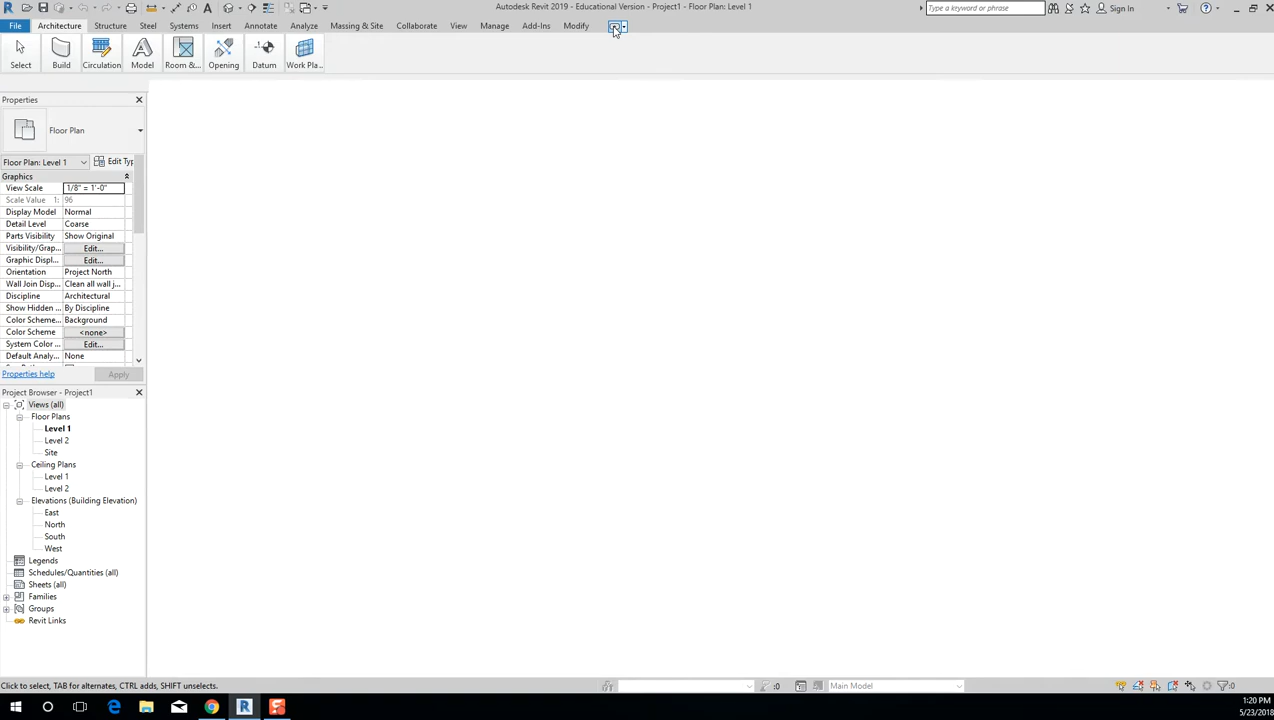 Autodesk Revit 2019 - Educational Version - Project1 - Floor Plan: Level 1
Type a keyword or phrase
Sign In
File Architecture Structure Steel Systems Insert Annotate Analyze Massing & Site Collaborate View Manage Add-Ins Modify
Select Build Circulation Model Room &... Opening Datum Work Pla...
Properties
Floor Plan
Floor Plan: Level 1 Edit Typ
Graphics
View Scale 1/8" = 1'-0"
Scale Value 1: 96
Display Model Normal
Detail Level Coarse
Parts Visibility Show Original
Visibility/Grap... Edit...
Graphic Displ... Edit...
Orientation Project North
Wall Join Disp... Clean all wall j...
Discipline Architectural
Show Hidden ... By Discipline
Color Scheme... Background
Color Scheme <none>
System Color ... Edit...
Default Analy... None
Properties help Apply
Project Browser - Project1
Views (all)
Floor Plans
Level 1
Level 2
Site
Ceiling Plans
Level 1
Level 2
Elevations (Building Elevation)
East
North
South
West
Legends
Schedules/Quantities (all)
Sheets (all)
Families
Groups
Revit Links
Click to select, TAB for alternates, CTRL adds, SHIFT unselects.
:0
Main Model
:0
1:20 PM
5/23/2018